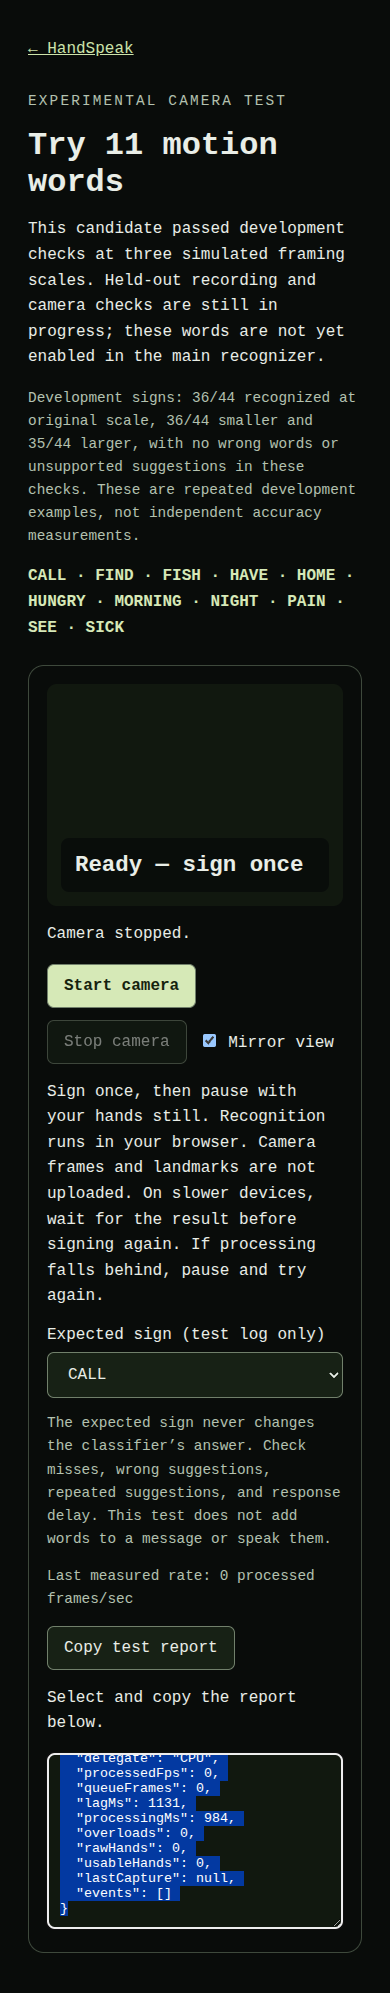 ← HandSpeak
EXPERIMENTAL CAMERA TEST
Try 11 motion
words
This candidate passed development
checks at three simulated framing
scales. Held-out recording and
camera checks are still in
progress; these words are not yet
enabled in the main recognizer.
Development signs: 36/44 recognized at
original scale, 36/44 smaller and
35/44 larger, with no wrong words or
unsupported suggestions in these
checks. These are repeated development
examples, not independent accuracy
measurements.
CALL · FIND · FISH · HAVE · HOME ·
HUNGRY · MORNING · NIGHT · PAIN ·
SEE · SICK
Ready — sign once
Camera stopped.
Start camera
Stop camera
Mirror view
Sign once, then pause with
your hands still. Recognition
runs in your browser. Camera
frames and landmarks are not
uploaded. On slower devices,
wait for the result before
signing again. If processing
falls behind, pause and try
again.
Expected sign (test log only)
CALL
The expected sign never changes
the classifier’s answer. Check
misses, wrong suggestions,
repeated suggestions, and response
delay. This test does not add
words to a message or speak them.
Last measured rate: 0 processed
frames/sec
Copy test report
Select and copy the report
below.
"delegate": "CPU",
"processedFps": 0,
"queueFrames": 0,
"lagMs": 1131,
"processingMs": 984,
"overloads": 0,
"rawHands": 0,
"usableHands": 0,
"lastCapture": null,
"events": []
}